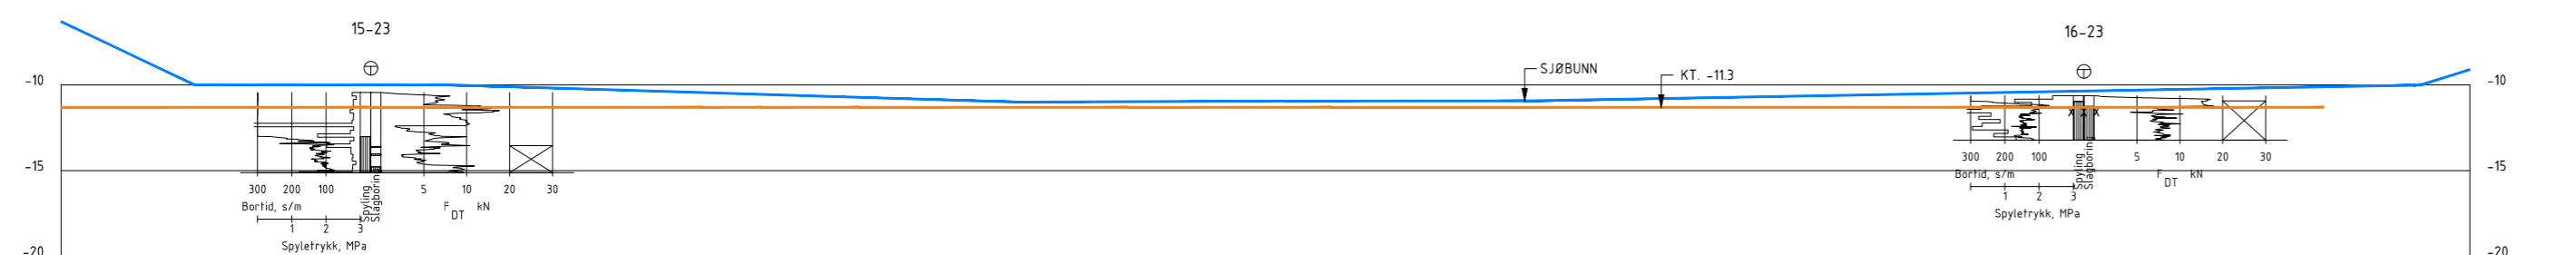 15-23
16-23
SJØBUNN
KT. -11.3
-10
-10
-15
-15
-20
-20
300 200 100 5 10 20 30
Bortid, s/m
Spyling
Slagboring
F DT kN
1 2 3
Spyletrykk, MPa
300 200 100 5 10 20 30
Bortid, s/m
Spyling
Slagboring
F DT kN
1 2 3
Spyletrykk, MPa
X X X